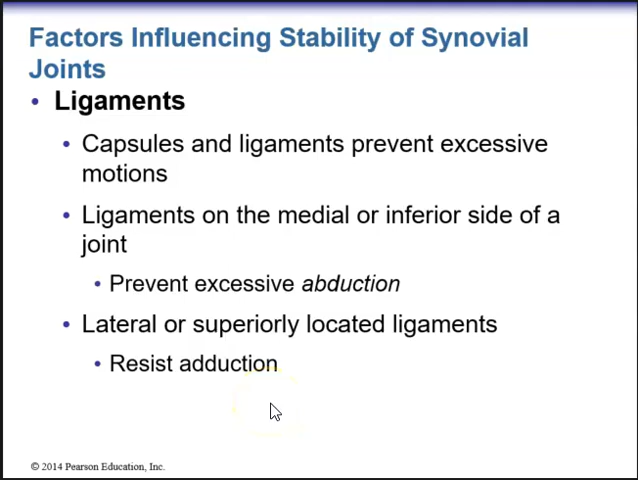 Factors Influencing Stability of Synovial
Joints
• Ligaments
• Capsules and ligaments prevent excessive
motions
• Ligaments on the medial or inferior side of a
joint
• Prevent excessive abduction
• Lateral or superiorly located ligaments
• Resist adduction
© 2014 Pearson Education, Inc.